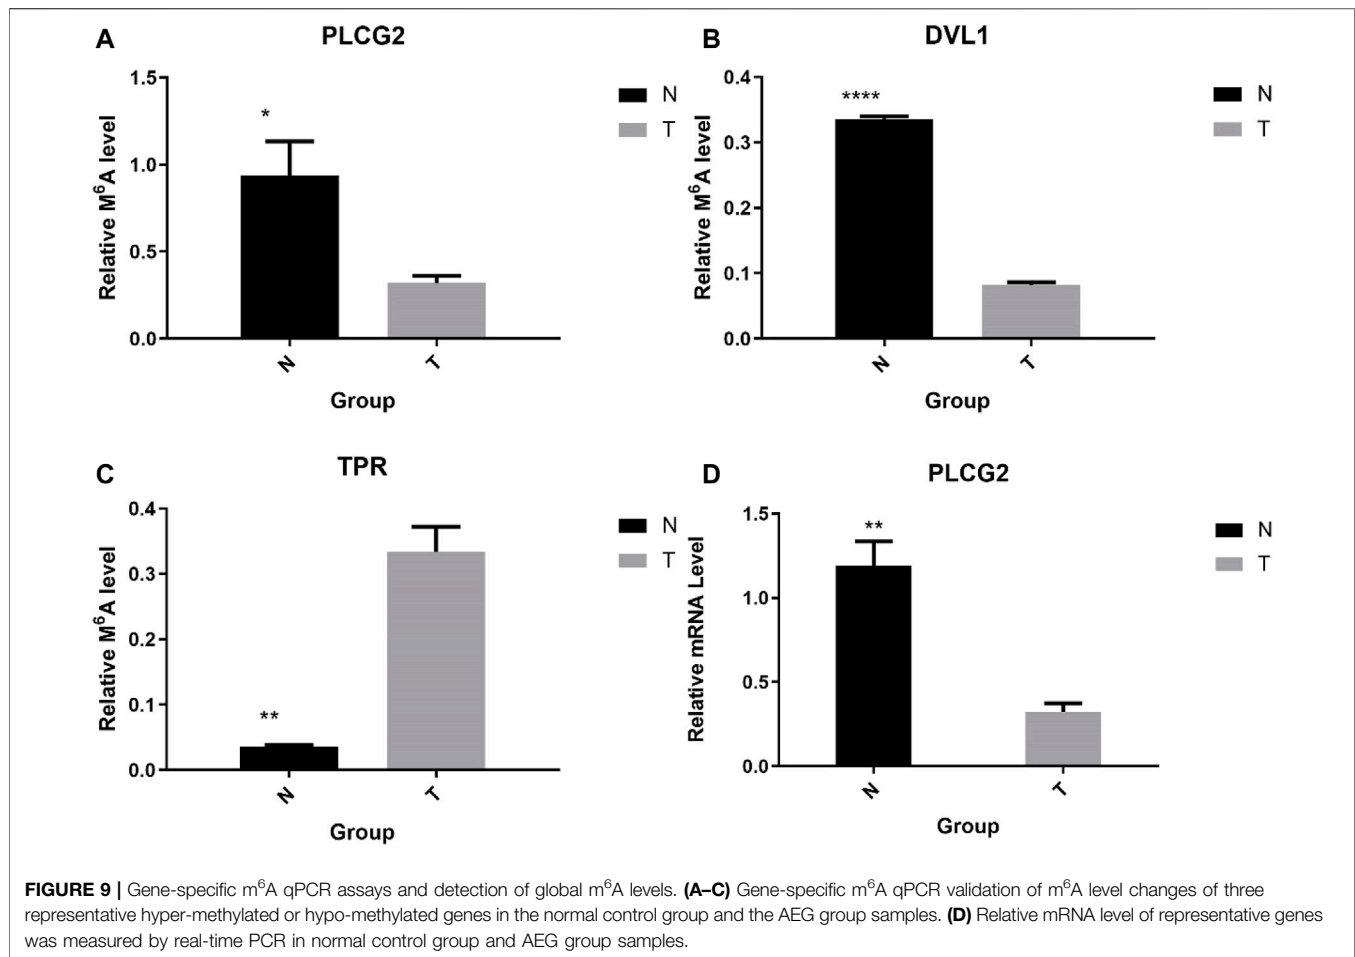 A
PLCG2
Relative M⁶A level
1.5
1.0
0.5
0.0
*
N
T
N
T
Group
B
DVL1
Relative M⁶A level
0.4
0.3
0.2
0.1
0.0
****
N
T
N
T
Group
C
TPR
Relative M⁶A level
0.4
0.3
0.2
0.1
0.0
**
N
T
N
T
Group
D
PLCG2
Relative mRNA Level
1.5
1.0
0.5
0.0
**
N
T
N
T
Group
FIGURE 9 | Gene-specific m⁶A qPCR assays and detection of global m⁶A levels. (A–C) Gene-specific m⁶A qPCR validation of m⁶A level changes of three
representative hyper-methylated or hypo-methylated genes in the normal control group and the AEG group samples. (D) Relative mRNA level of representative genes
was measured by real-time PCR in normal control group and AEG group samples.